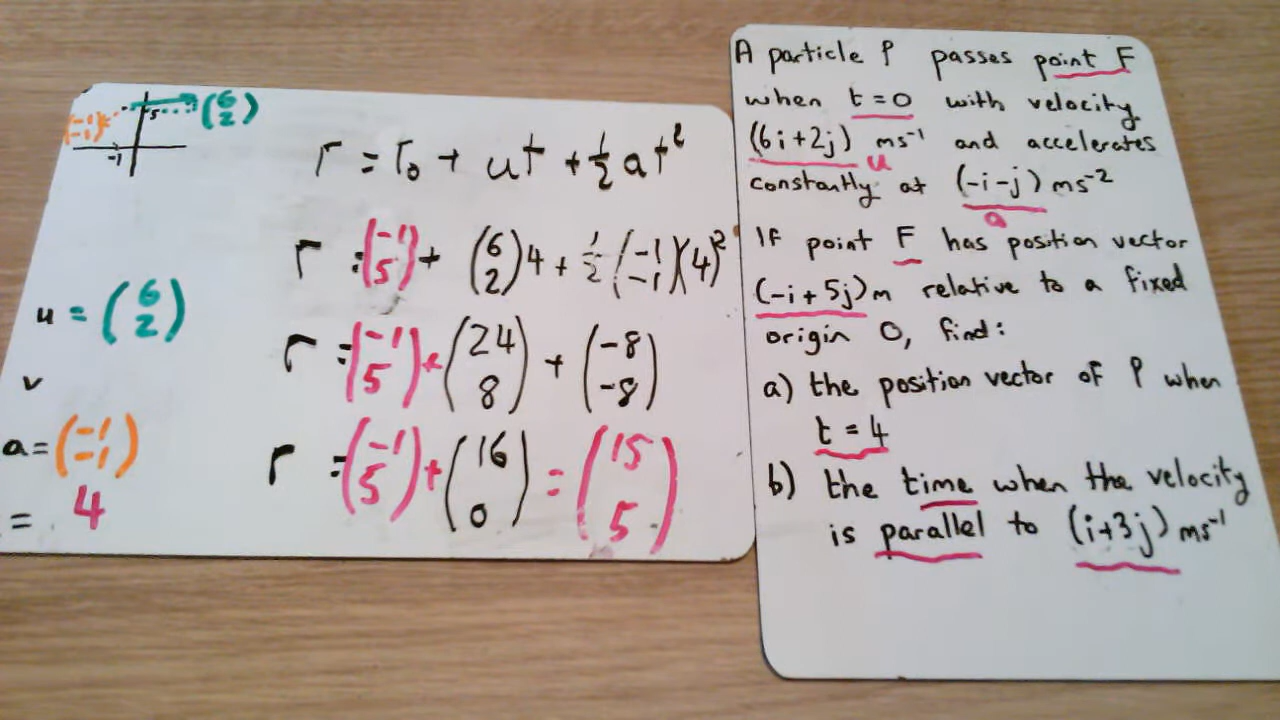 (-1 -1)
-1
5
(6 2)
r = r₀ + ut + ½ at²
r = (-1 5) + (6 2)4 + ½ (-1 -1)(4)²
u = (6 2)
r = (-1 5) + (24 8) + (-8 -8)
v
a = (-1 -1)
r = (-1 5) + (16 0) = (15 5)
= 4
A particle P passes point F
when t=0 with velocity
(6i+2j) ms⁻¹ and accelerates
u
constantly at (-i-j) ms⁻²
a
If point F has position vector
(-i+5j)m relative to a fixed
origin O, find:
a) the position vector of P when
t = 4
b) the time when the velocity
is parallel to (i+3j) ms⁻¹